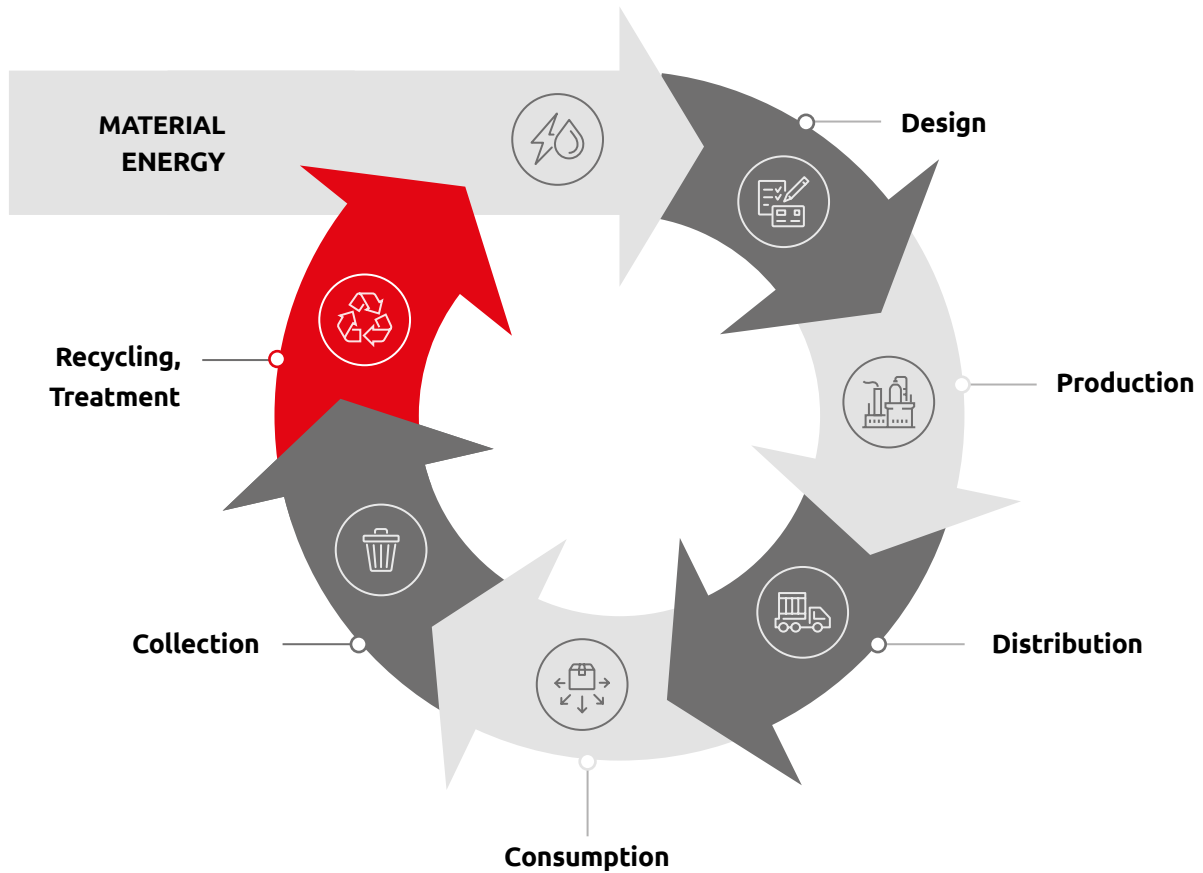 MATERIAL
ENERGY
Design
Production
Distribution
Consumption
Collection
Recycling,
Treatment